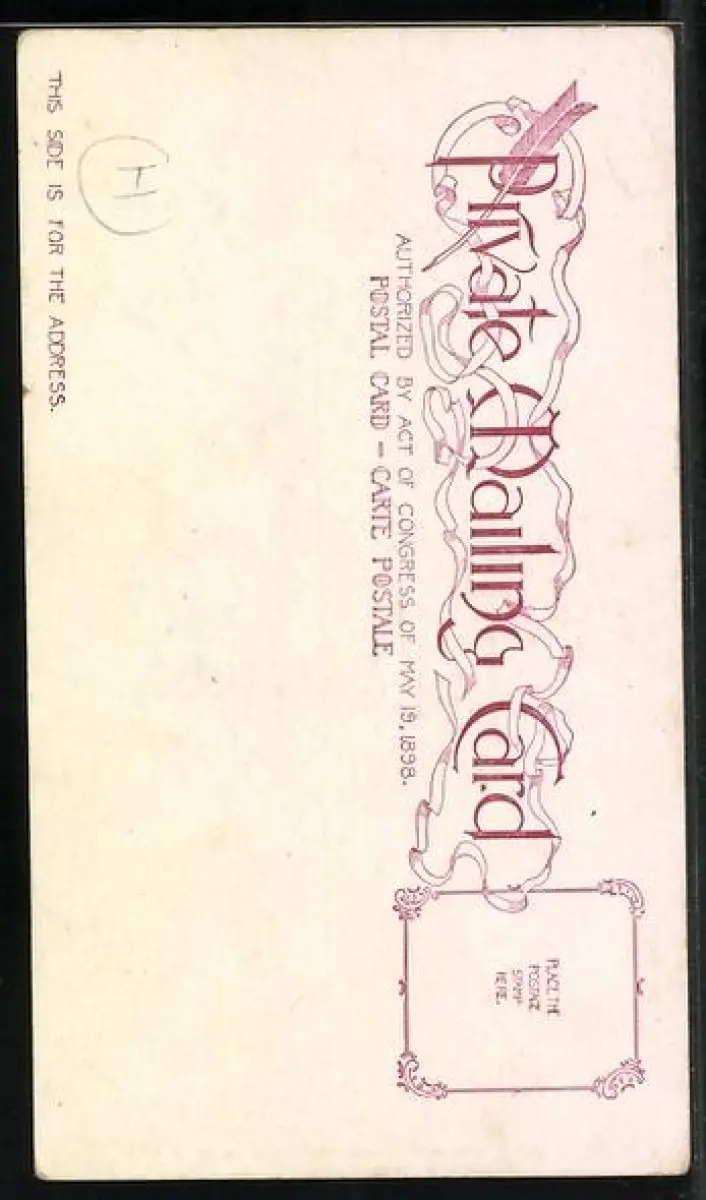 Private Mailing Card
AUTHORIZED BY ACT OF CONGRESS OF MAY 19, 1898.
POSTAL CARD — CARTE POSTALE
PLACE THE
POSTAGE
STAMP
HERE.
H
THIS SIDE IS FOR THE ADDRESS.